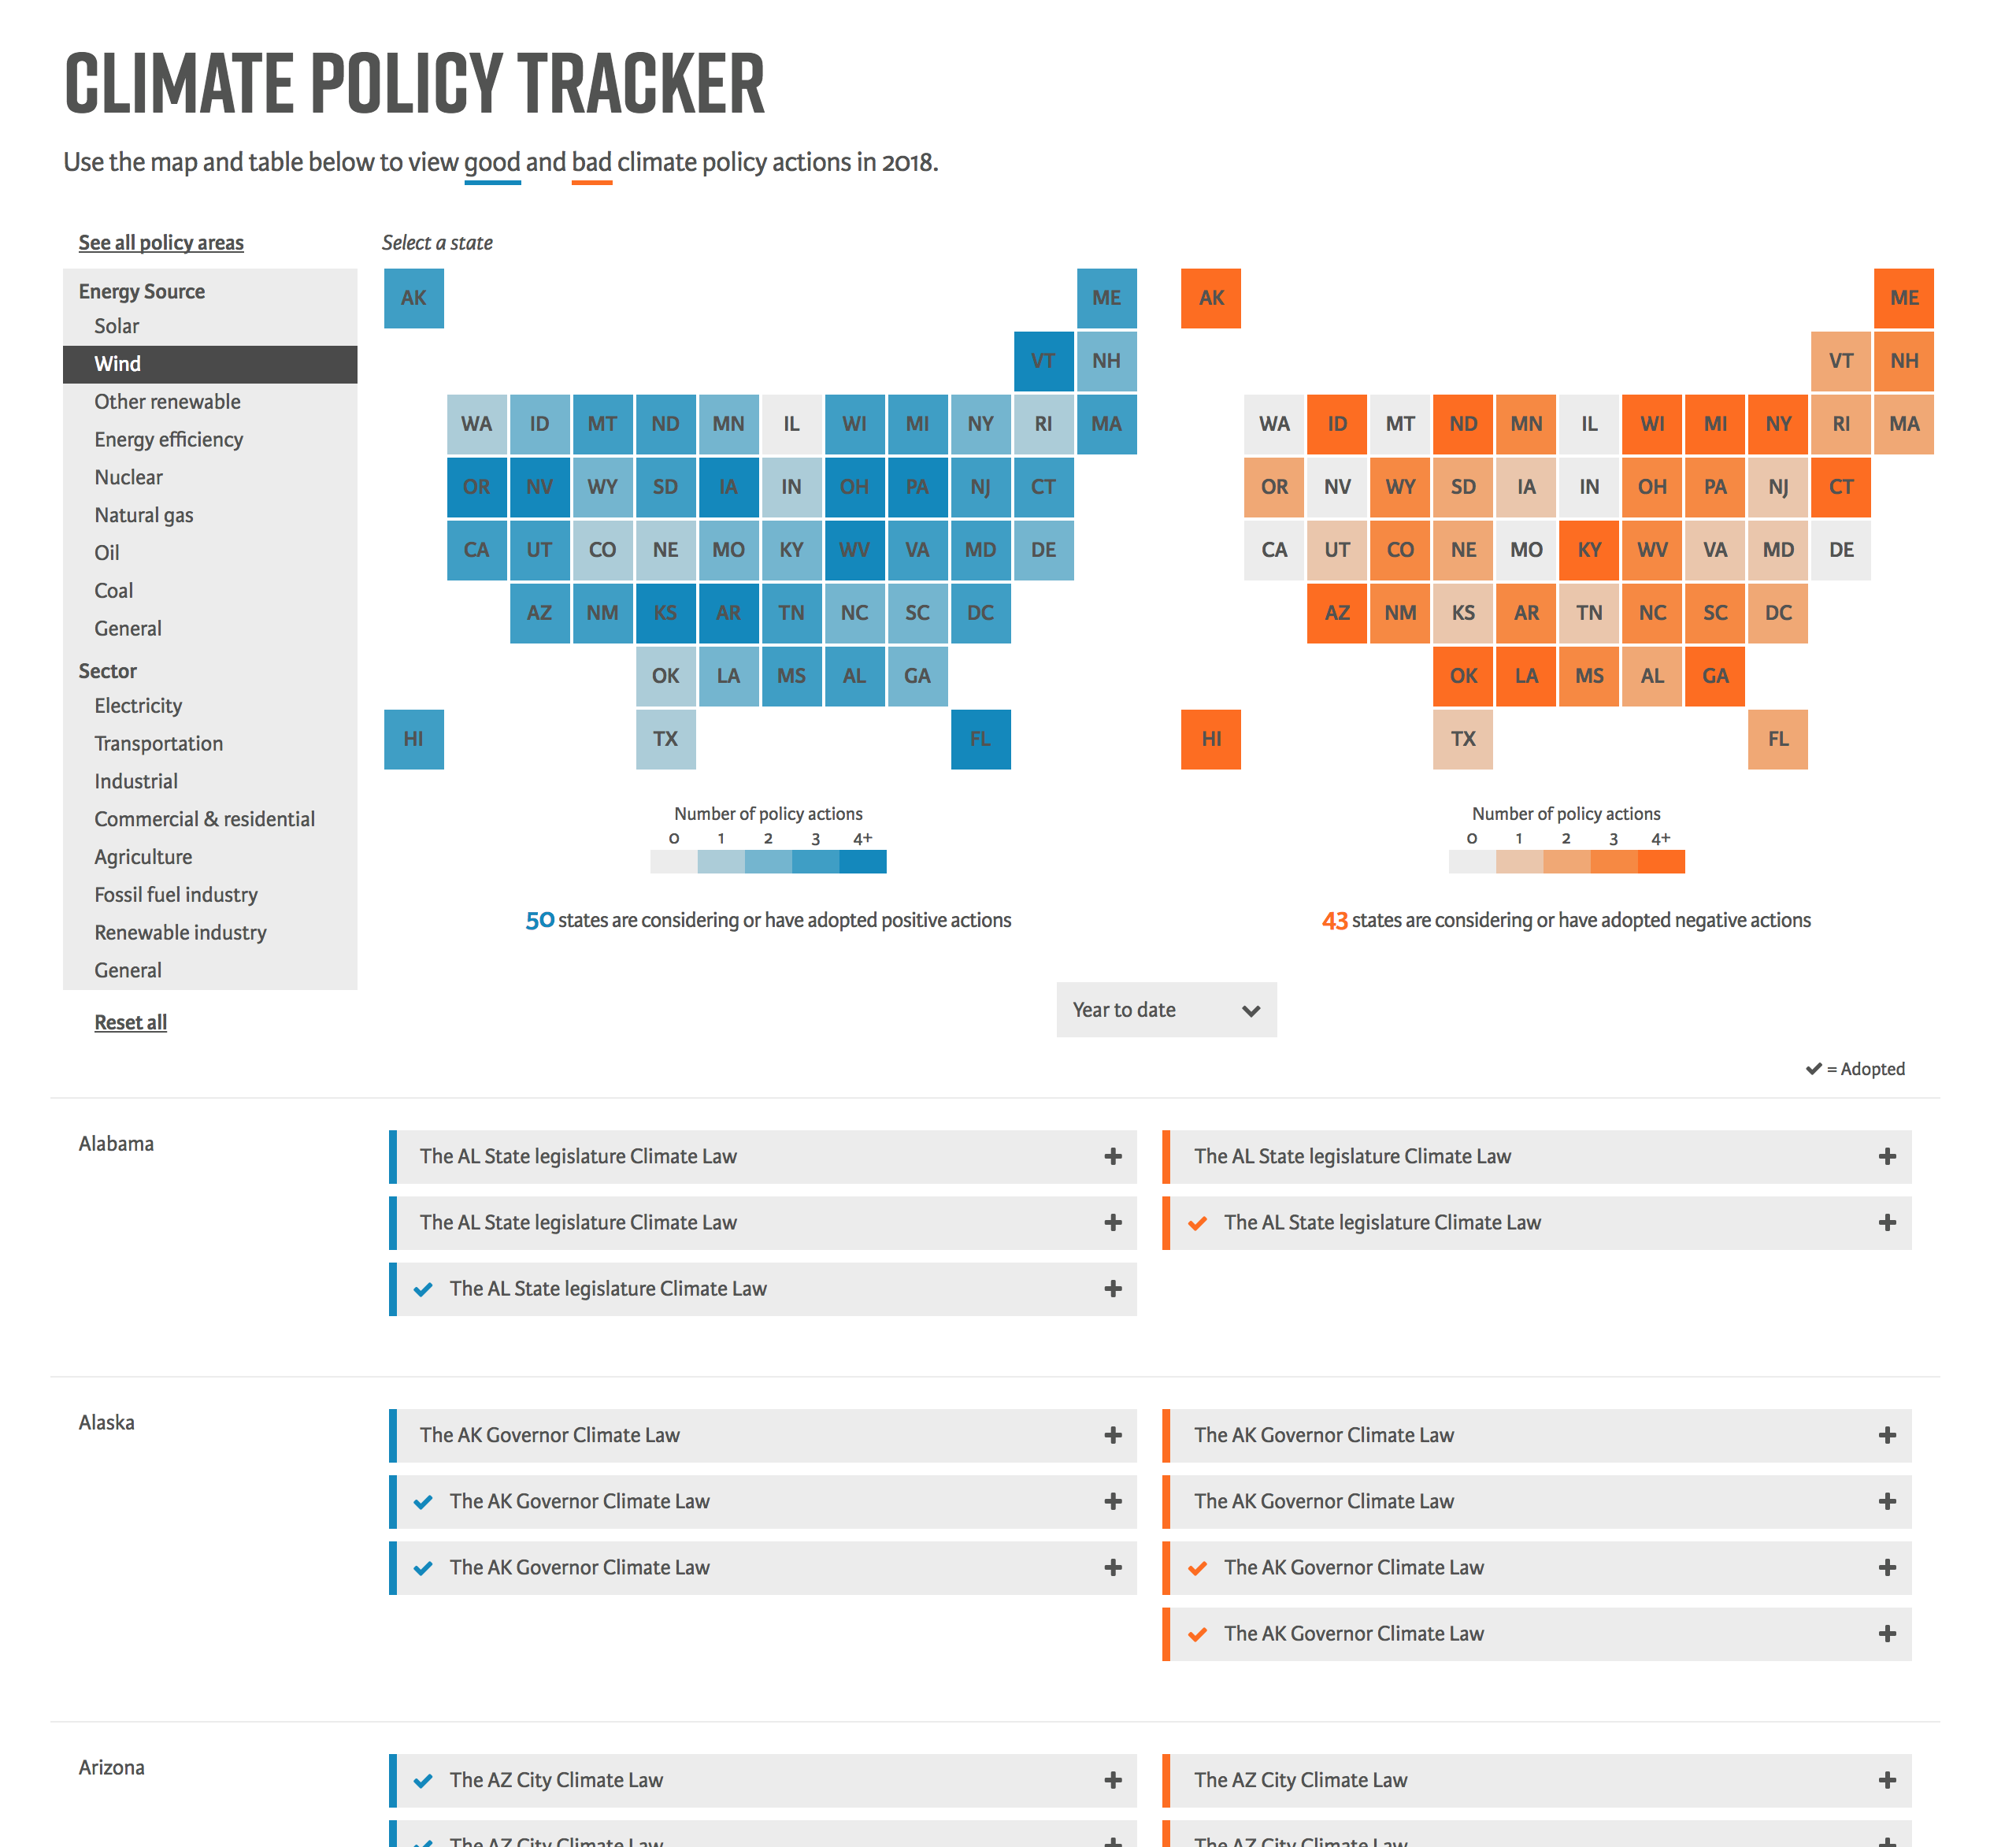 CLIMATE POLICY TRACKER
Use the map and table below to view good and bad climate policy actions in 2018.
See all policy areas
Energy Source
Solar
Wind
Other renewable
Energy efficiency
Nuclear
Natural gas
Oil
Coal
General
Sector
Electricity
Transportation
Industrial
Commercial & residential
Agriculture
Fossil fuel industry
Renewable industry
General
Reset all
Select a state
AK ME
VT NH
WA ID MT ND MN IL WI MI NY RI MA
OR NV WY SD IA IN OH PA NJ CT
CA UT CO NE MO KY WV VA MD DE
AZ NM KS AR TN NC SC DC
OK LA MS AL GA
HI TX FL
Number of policy actions
0 1 2 3 4+
50 states are considering or have adopted positive actions
AK ME
VT NH
WA ID MT ND MN IL WI MI NY RI MA
OR NV WY SD IA IN OH PA NJ CT
CA UT CO NE MO KY WV VA MD DE
AZ NM KS AR TN NC SC DC
OK LA MS AL GA
HI TX FL
Number of policy actions
0 1 2 3 4+
43 states are considering or have adopted negative actions
Year to date
✓ = Adopted
Alabama
The AL State legislature Climate Law
The AL State legislature Climate Law
✓ The AL State legislature Climate Law
The AL State legislature Climate Law
✓ The AL State legislature Climate Law
Alaska
The AK Governor Climate Law
✓ The AK Governor Climate Law
✓ The AK Governor Climate Law
The AK Governor Climate Law
The AK Governor Climate Law
✓ The AK Governor Climate Law
✓ The AK Governor Climate Law
Arizona
✓ The AZ City Climate Law
✓ The AZ City Climate Law
The AZ City Climate Law
The AZ City Climate Law